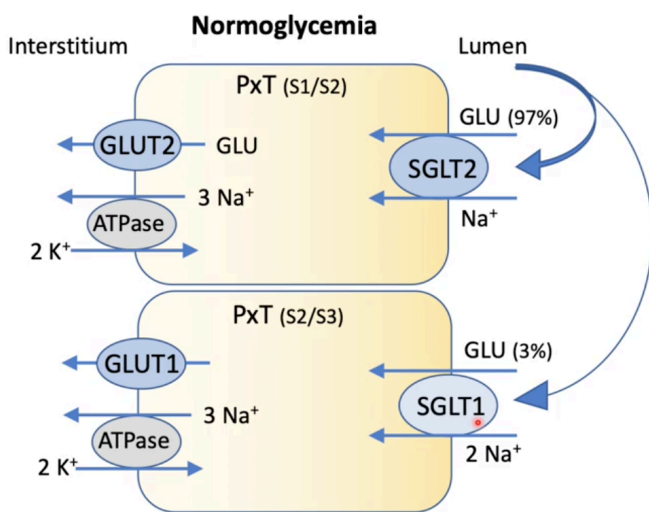 Normoglycemia
Interstitium
Lumen
PxT (S1/S2)
GLU (97%)
GLUT2
GLU
SGLT2
3 Na⁺
Na⁺
ATPase
2 K⁺
PxT (S2/S3)
GLU (3%)
GLUT1
SGLT1
3 Na⁺
2 Na⁺
ATPase
2 K⁺